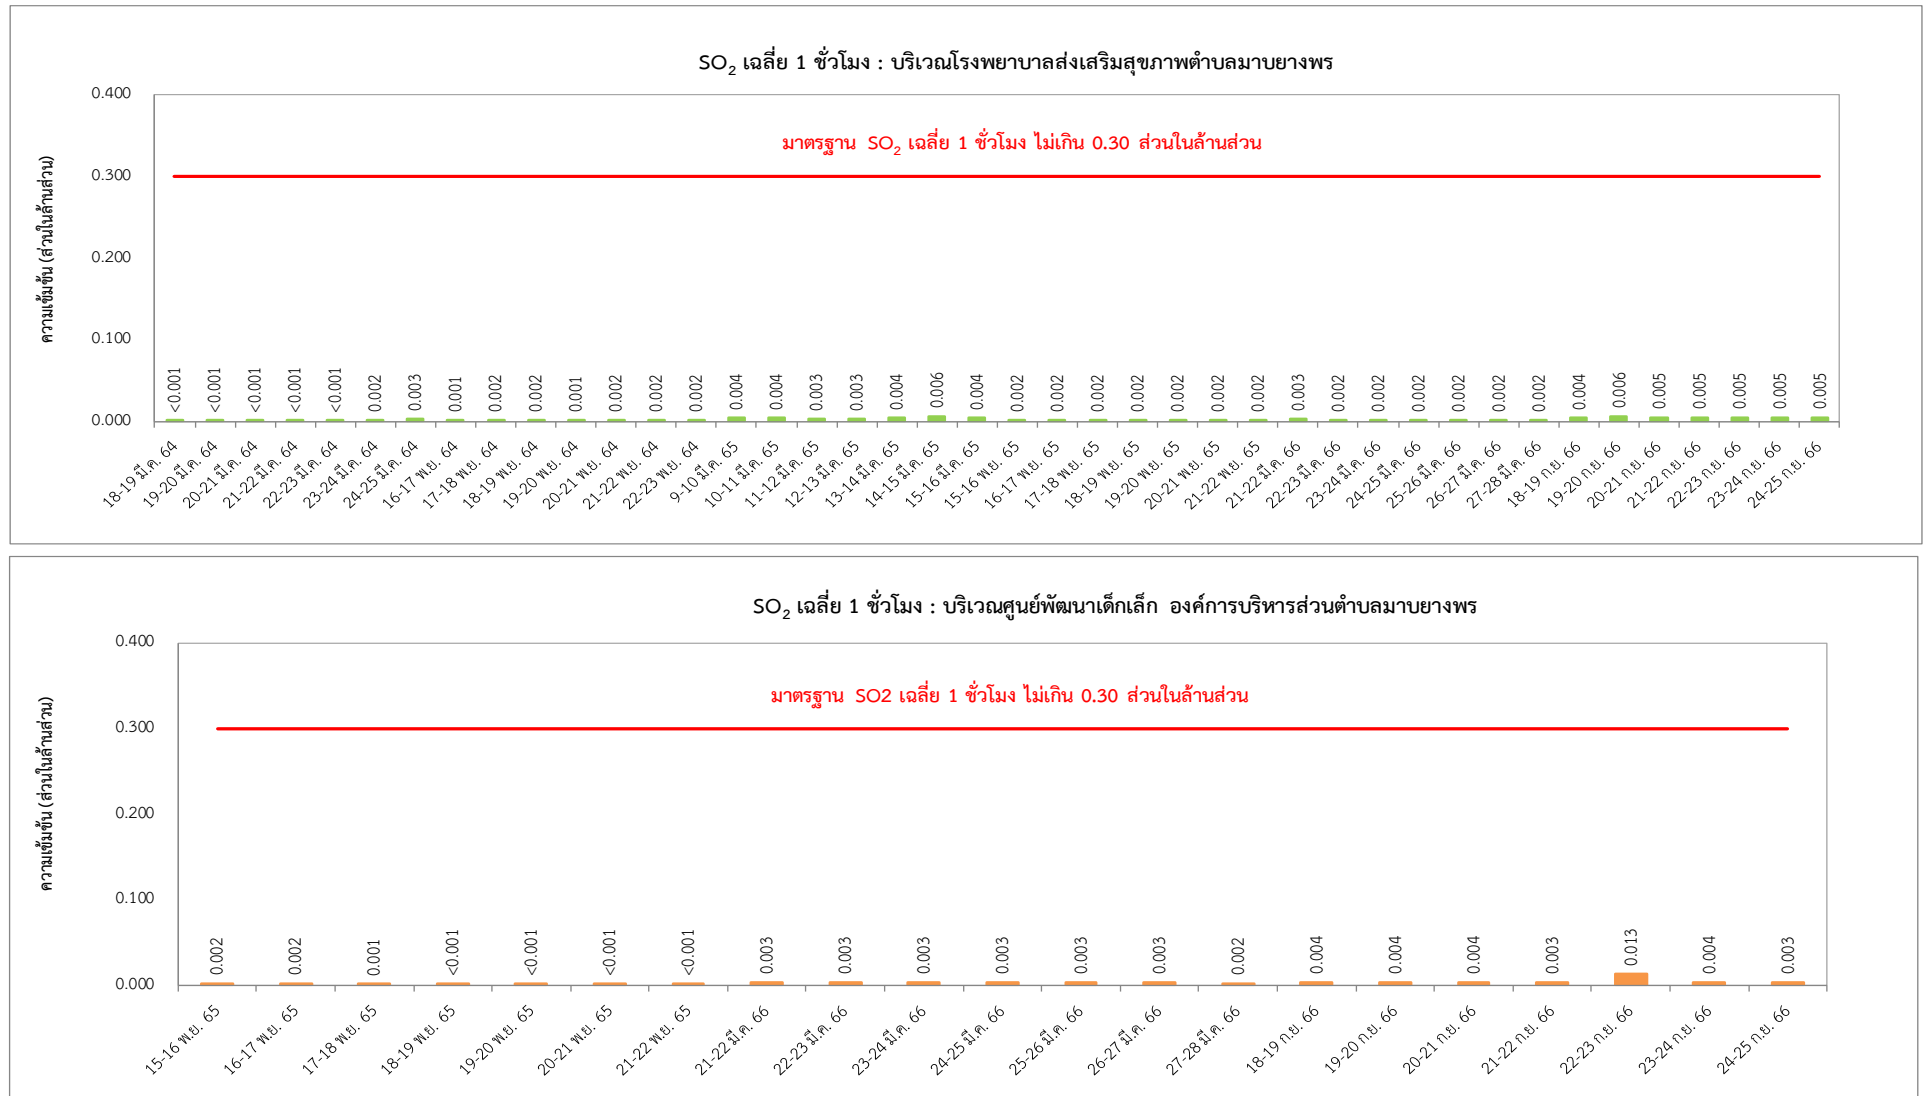 SO2 เฉลี่ย 1 ชั่วโมง : บริเวณโรงพยาบาลส่งเสริมสุขภาพตำบลมาบยางพร
ความเข้มข้น (ส่วนในล้านส่วน)
0.400
0.300
0.200
0.100
0.000
มาตรฐาน SO2 เฉลี่ย 1 ชั่วโมง ไม่เกิน 0.30 ส่วนในล้านส่วน
<0.001 <0.001 <0.001 <0.001 <0.001 0.002 0.003 0.001 0.002 0.002 0.001 0.002 0.002 0.002 0.004 0.004 0.003 0.003 0.004 0.006 0.004 0.002 0.002 0.002 0.002 0.002 0.002 0.002 0.003 0.002 0.002 0.002 0.002 0.002 0.002 0.004 0.006 0.005 0.005 0.005 0.005 0.005
18-19 มี.ค. 64
19-20 มี.ค. 64
20-21 มี.ค. 64
21-22 มี.ค. 64
22-23 มี.ค. 64
23-24 มี.ค. 64
24-25 มี.ค. 64
16-17 พ.ย. 64
17-18 พ.ย. 64
18-19 พ.ย. 64
19-20 พ.ย. 64
20-21 พ.ย. 64
21-22 พ.ย. 64
22-23 พ.ย. 64
9-10 มี.ค. 65
10-11 มี.ค. 65
11-12 มี.ค. 65
12-13 มี.ค. 65
13-14 มี.ค. 65
14-15 มี.ค. 65
15-16 มี.ค. 65
15-16 พ.ย. 65
16-17 พ.ย. 65
17-18 พ.ย. 65
18-19 พ.ย. 65
19-20 พ.ย. 65
20-21 พ.ย. 65
21-22 พ.ย. 65
21-22 มี.ค. 66
22-23 มี.ค. 66
23-24 มี.ค. 66
24-25 มี.ค. 66
25-26 มี.ค. 66
26-27 มี.ค. 66
27-28 มี.ค. 66
18-19 ก.ย. 66
19-20 ก.ย. 66
20-21 ก.ย. 66
21-22 ก.ย. 66
22-23 ก.ย. 66
23-24 ก.ย. 66
24-25 ก.ย. 66
SO2 เฉลี่ย 1 ชั่วโมง : บริเวณศูนย์พัฒนาเด็กเล็ก องค์การบริหารส่วนตำบลมาบยางพร
ความเข้มข้น (ส่วนในล้านส่วน)
0.400
0.300
0.200
0.100
0.000
มาตรฐาน SO2 เฉลี่ย 1 ชั่วโมง ไม่เกิน 0.30 ส่วนในล้านส่วน
0.002 0.002 0.001 <0.001 <0.001 <0.001 <0.001 0.003 0.003 0.003 0.003 0.003 0.003 0.002 0.004 0.004 0.004 0.003 0.013 0.004 0.003
15-16 พ.ย. 65
16-17 พ.ย. 65
17-18 พ.ย. 65
18-19 พ.ย. 65
19-20 พ.ย. 65
20-21 พ.ย. 65
21-22 พ.ย. 65
21-22 มี.ค. 66
22-23 มี.ค. 66
23-24 มี.ค. 66
24-25 มี.ค. 66
25-26 มี.ค. 66
26-27 มี.ค. 66
27-28 มี.ค. 66
18-19 ก.ย. 66
19-20 ก.ย. 66
20-21 ก.ย. 66
21-22 ก.ย. 66
22-23 ก.ย. 66
23-24 ก.ย. 66
24-25 ก.ย. 66